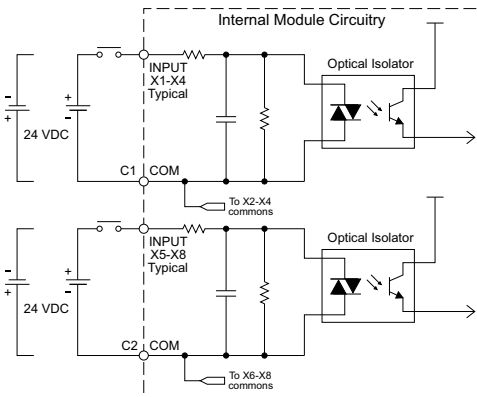 Internal Module Circuitry
INPUT
X1-X4
Typical
Optical Isolator
-
+
+
-
24 VDC
C1
COM
To X2-X4
commons
INPUT
X5-X8
Typical
Optical Isolator
-
+
+
-
24 VDC
C2
COM
To X6-X8
commons